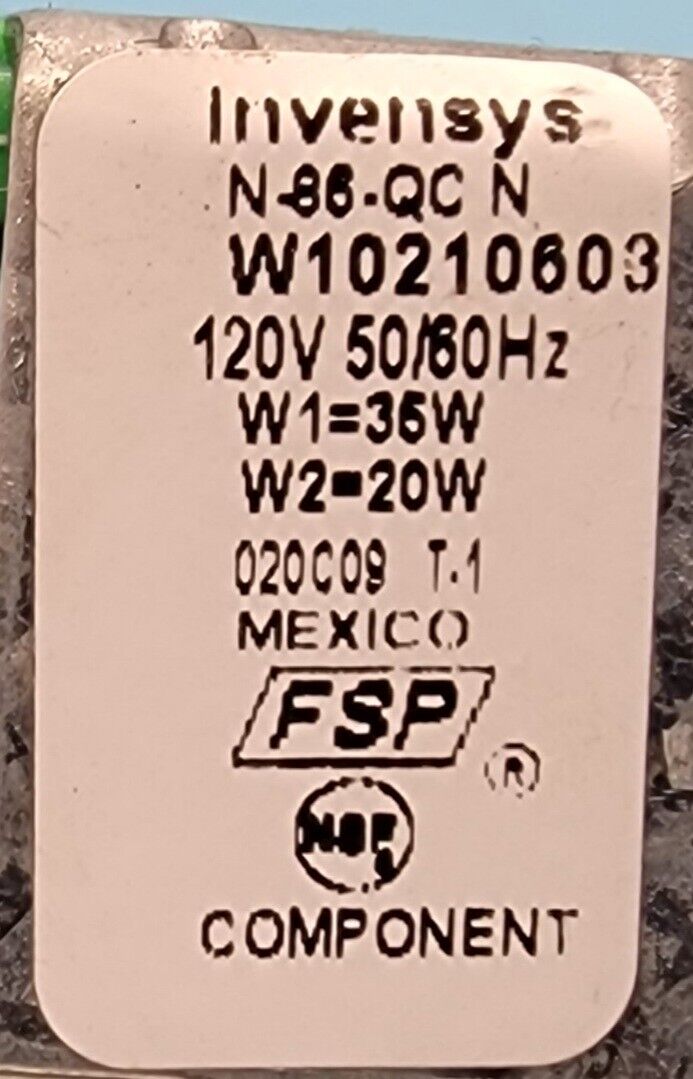 Invensys
N-86-QC N
W10210603
120V 50/60Hz
W1=35W
W2=20W
020C09 T-1
MEXICO
FSP
®
NSF
COMPONENT